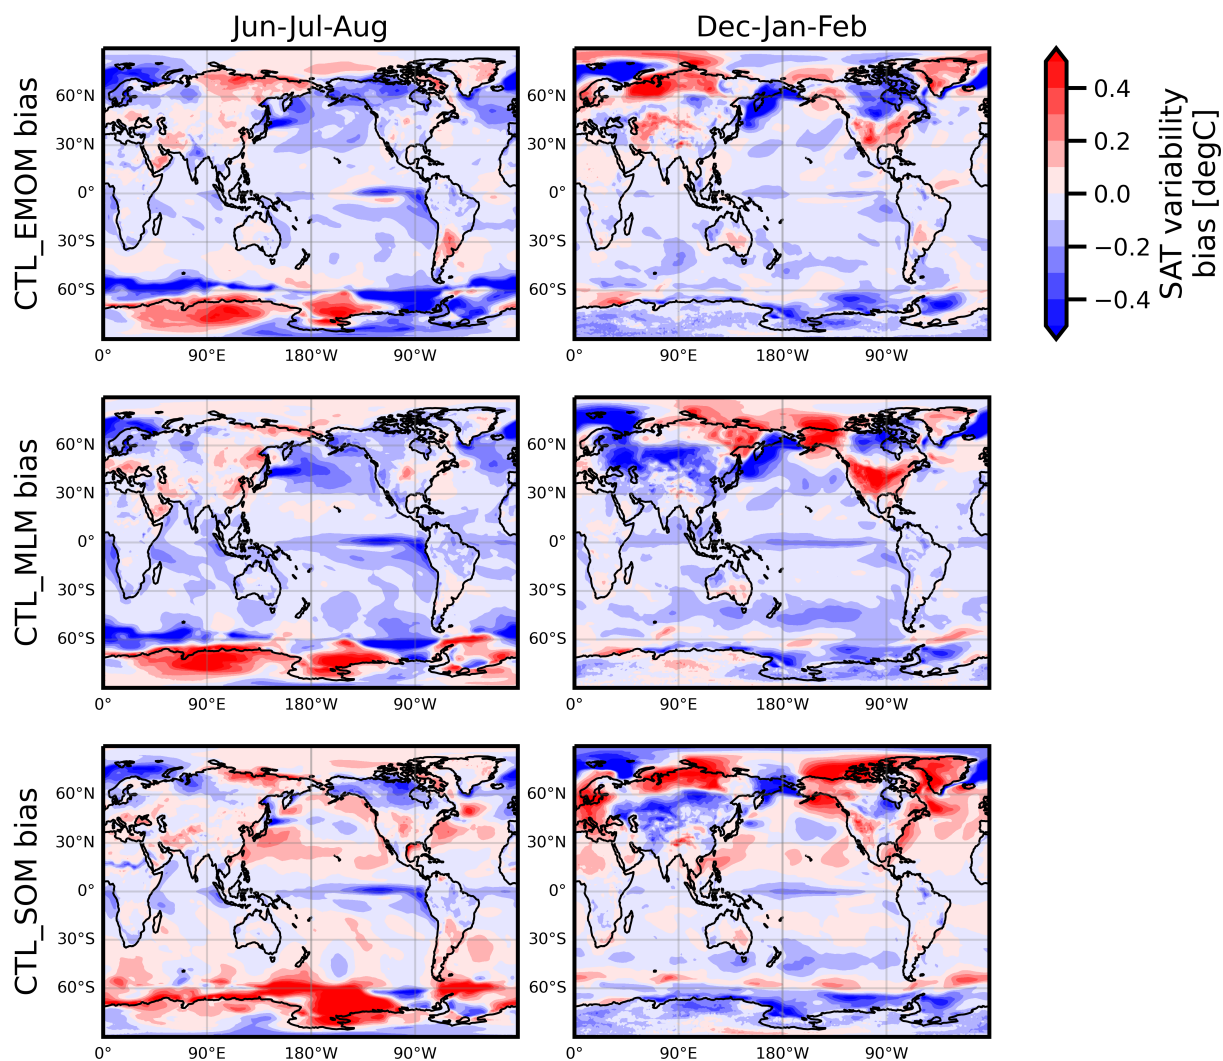 Jun-Jul-Aug
Dec-Jan-Feb
CTL_EMOM bias
60°N
30°N
0°
30°S
60°S
0°
90°E
180°W
90°W
60°N
30°N
0°
30°S
60°S
0°
90°E
180°W
90°W
0.4
0.2
0.0
−0.2
−0.4
SAT variability
bias [degC]
CTL_MLM bias
60°N
30°N
0°
30°S
60°S
0°
90°E
180°W
90°W
60°N
30°N
0°
30°S
60°S
0°
90°E
180°W
90°W
CTL_SOM bias
60°N
30°N
0°
30°S
60°S
0°
90°E
180°W
90°W
60°N
30°N
0°
30°S
60°S
0°
90°E
180°W
90°W